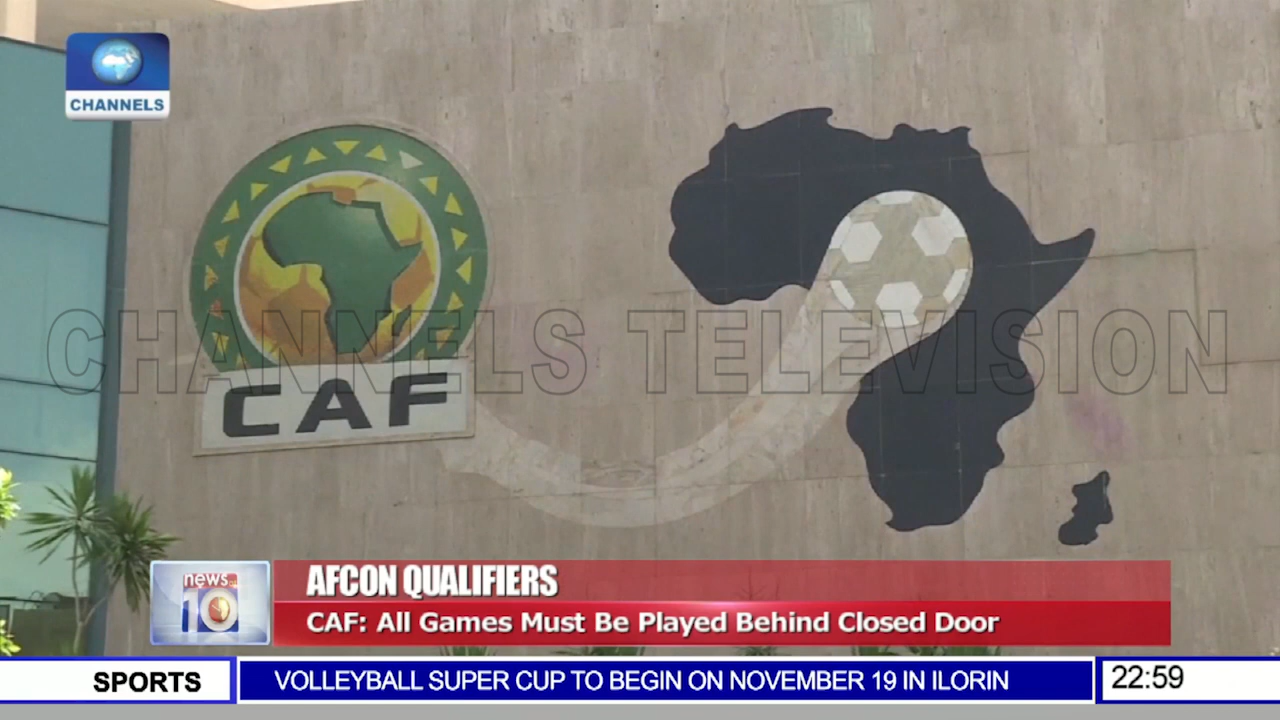 CHANNELS
CHANNELS TELEVISION
CAF
news at
10
AFCON QUALIFIERS
CAF: All Games Must Be Played Behind Closed Door
SPORTS
VOLLEYBALL SUPER CUP TO BEGIN ON NOVEMBER 19 IN ILORIN
22:59